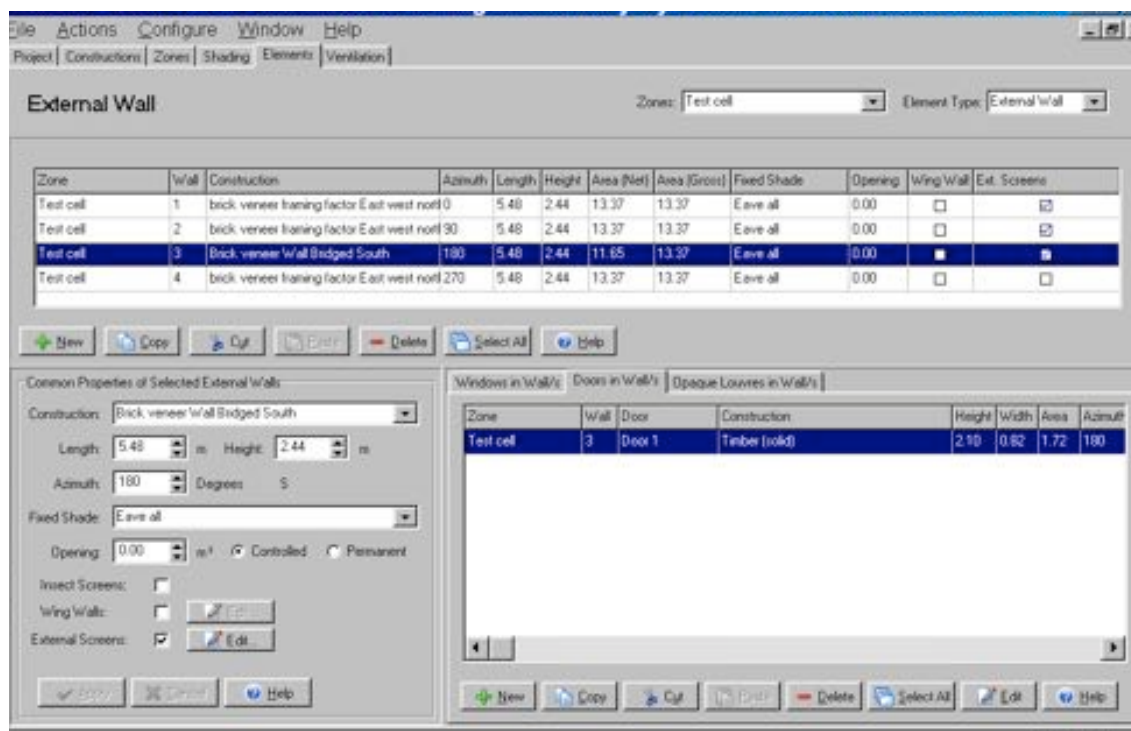 File Actions Configure Window Help
Project Constructions Zones Shading Elements Ventilation
External Wall Zones: Test cell Element Type: External Wall
Zone Wall Construction Azimuth Length Height Area (Net) Area (Gross) Fixed Shade Opening Wing Wall Ext. Screens
Test cell 1 brick veneer framing factor East west nort 0 5.48 2.44 13.37 13.37 Eave all 0.00
Test cell 2 brick veneer framing factor East west nort 90 5.48 2.44 13.37 13.37 Eave all 0.00
Test cell 3 Brick veneer Wall Bridged South 180 5.48 2.44 11.65 13.37 Eave all 0.00
Test cell 4 brick veneer framing factor East west nort 270 5.48 2.44 13.37 13.37 Eave all 0.00
New Copy Cut Paste Delete Select All Help
Common Properties of Selected External Walls
Construction: Brick veneer Wall Bridged South
Length: 5.48 m Height: 2.44 m
Azimuth: 180 Degrees S
Fixed Shade: Eave all
Opening: 0.00 m² Controlled Permanent
Insect Screens:
Wing Walls: Edit...
External Screens: Edit...
Apply Cancel Help
Windows in Wall/s Doors in Wall/s Opaque Louvres in Wall/s
Zone Wall Door Construction Height Width Area Azimuth
Test cell 3 Door 1 Timber (solid) 2.10 0.82 1.72 180
New Copy Cut Paste Delete Select All Edit Help